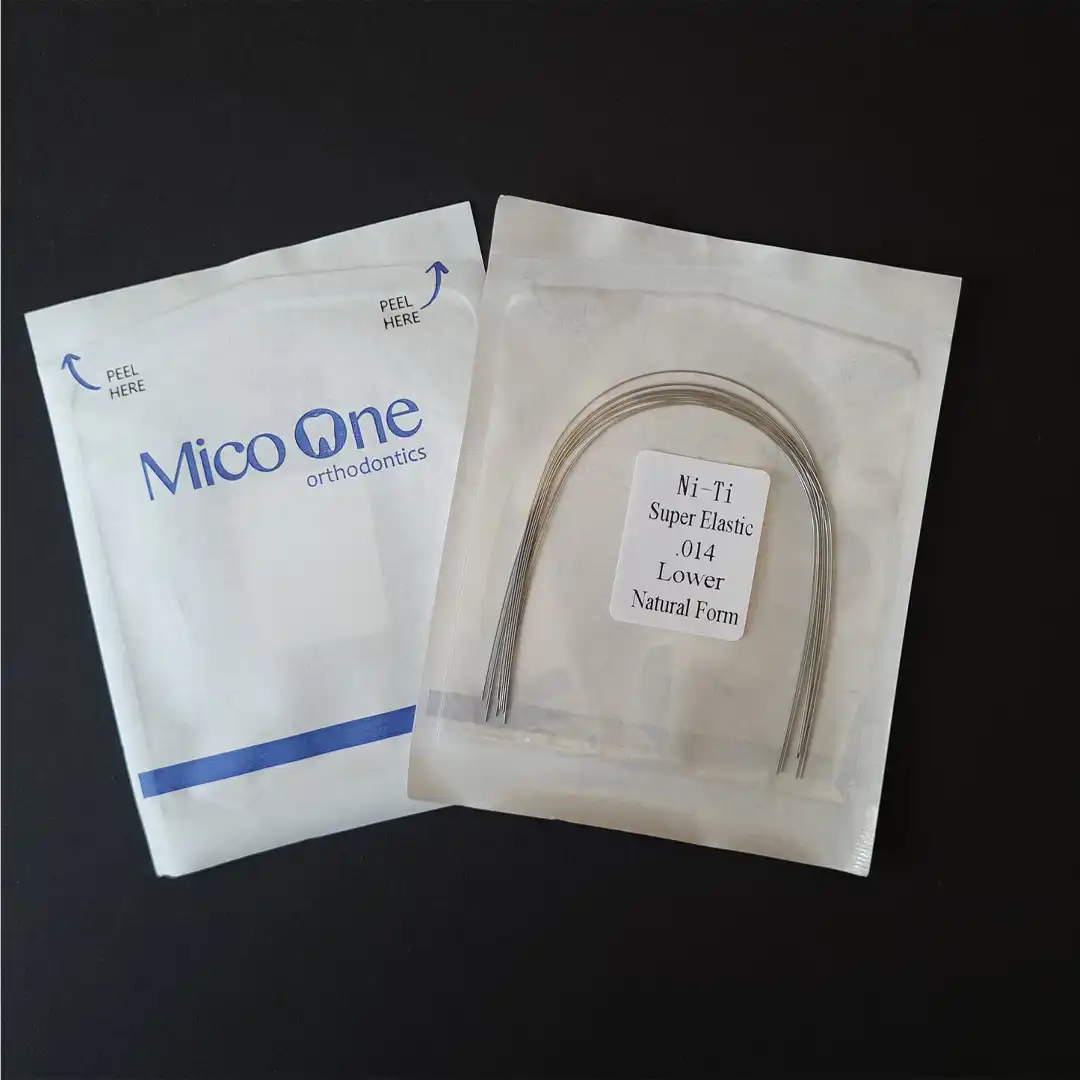 PEEL
HERE
PEEL
HERE
Mico One
orthodontics
Ni-Ti
Super Elastic
.014
Lower
Natural Form